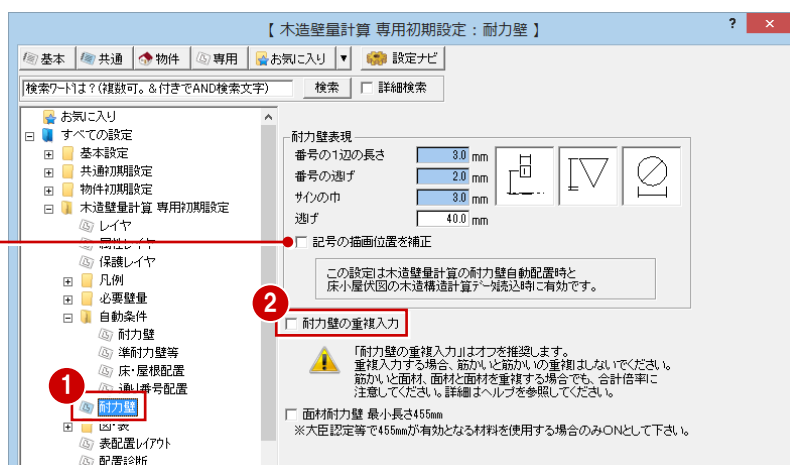 【 木造壁量計算 専用初期設定：耐力壁 】
? ×
基本 共通 物件 専用 お気に入り ▼ 設定ナビ
検索ワードは？(複数可。＆付きでAND検索文字) 検索 詳細検索
お気に入り
すべての設定
基本設定
共通初期設定
物件初期設定
木造壁量計算 専用初期設定
レイヤ
属性レイヤ
保護レイヤ
凡例
必要壁量
自動条件
耐力壁
準耐力壁等
床・屋根配置
通り番号配置
1
耐力壁
図・表
表配置レイアウト
配置診断
耐力壁表現
番号の1辺の長さ 3.0 mm
番号の逃げ 2.0 mm
サインの巾 3.0 mm
逃げ 40.0 mm
記号の描画位置を補正
この設定は木造壁量計算の耐力壁自動配置時と
床小屋伏図の木造構造計算データ読込時に有効です。
2
耐力壁の重複入力
「耐力壁の重複入力」はオフを推奨します。
重複入力する場合、筋かいと筋かいの重複はしないでください。
筋かいと面材、面材と面材を重複する場合でも、合計倍率に
注意してください。詳細はヘルプを参照してください。
面材耐力壁 最小長さ455mm
※大臣認定等で455mmが有効となる材料を使用する場合のみONとして下さい。